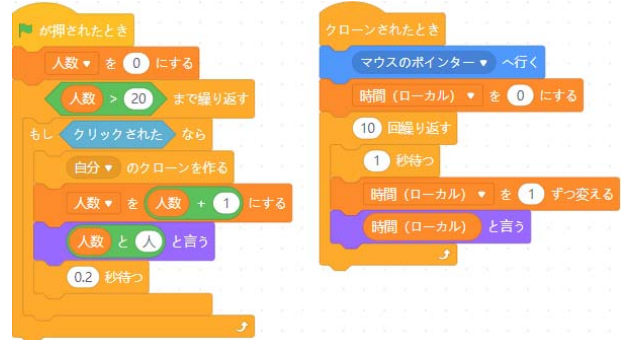 が押されたとき
人数 ▼ を 0 にする
人数 > 20 まで繰り返す
もし クリックされた なら
自分 ▼ のクローンを作る
人数 ▼ を 人数 + 1 にする
人数 と 人 と言う
0.2 秒待つ
クローンされたとき
マウスのポインター ▼ へ行く
時間 (ローカル) ▼ を 0 にする
10 回繰り返す
1 秒待つ
時間 (ローカル) ▼ を 1 ずつ変える
時間 (ローカル) と言う